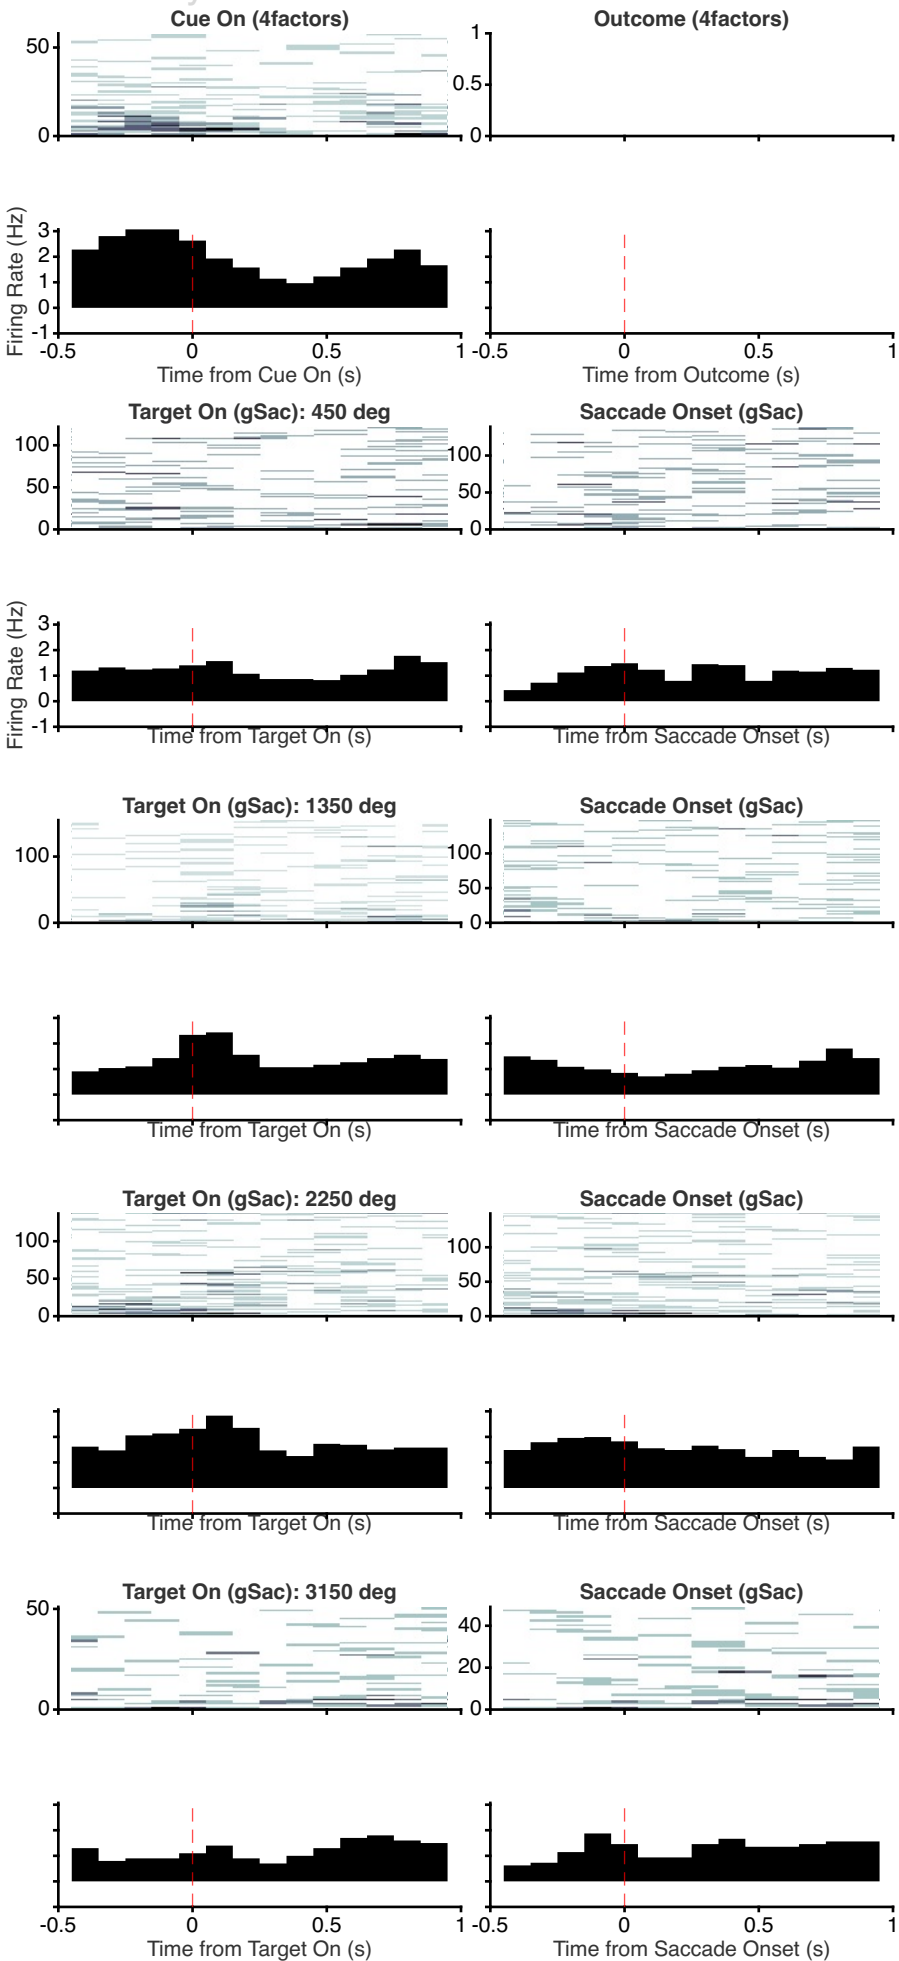 Cue On (4factors)
Outcome (4factors)
50
0
1
0.5
0
Firing Rate (Hz)
3
2
1
0
-1
-0.5 0 0.5 1
-0.5 0 0.5 1
Time from Cue On (s)
Time from Outcome (s)
Target On (gSac): 450 deg
Saccade Onset (gSac)
100
50
0
100
50
0
Firing Rate (Hz)
3
2
1
0
-1
Time from Target On (s)
Time from Saccade Onset (s)
Target On (gSac): 1350 deg
Saccade Onset (gSac)
100
0
100
50
0
Time from Target On (s)
Time from Saccade Onset (s)
Target On (gSac): 2250 deg
Saccade Onset (gSac)
100
50
0
100
50
0
Time from Target On (s)
Time from Saccade Onset (s)
Target On (gSac): 3150 deg
Saccade Onset (gSac)
50
0
40
20
0
-0.5 0 0.5 1
-0.5 0 0.5 1
Time from Target On (s)
Time from Saccade Onset (s)